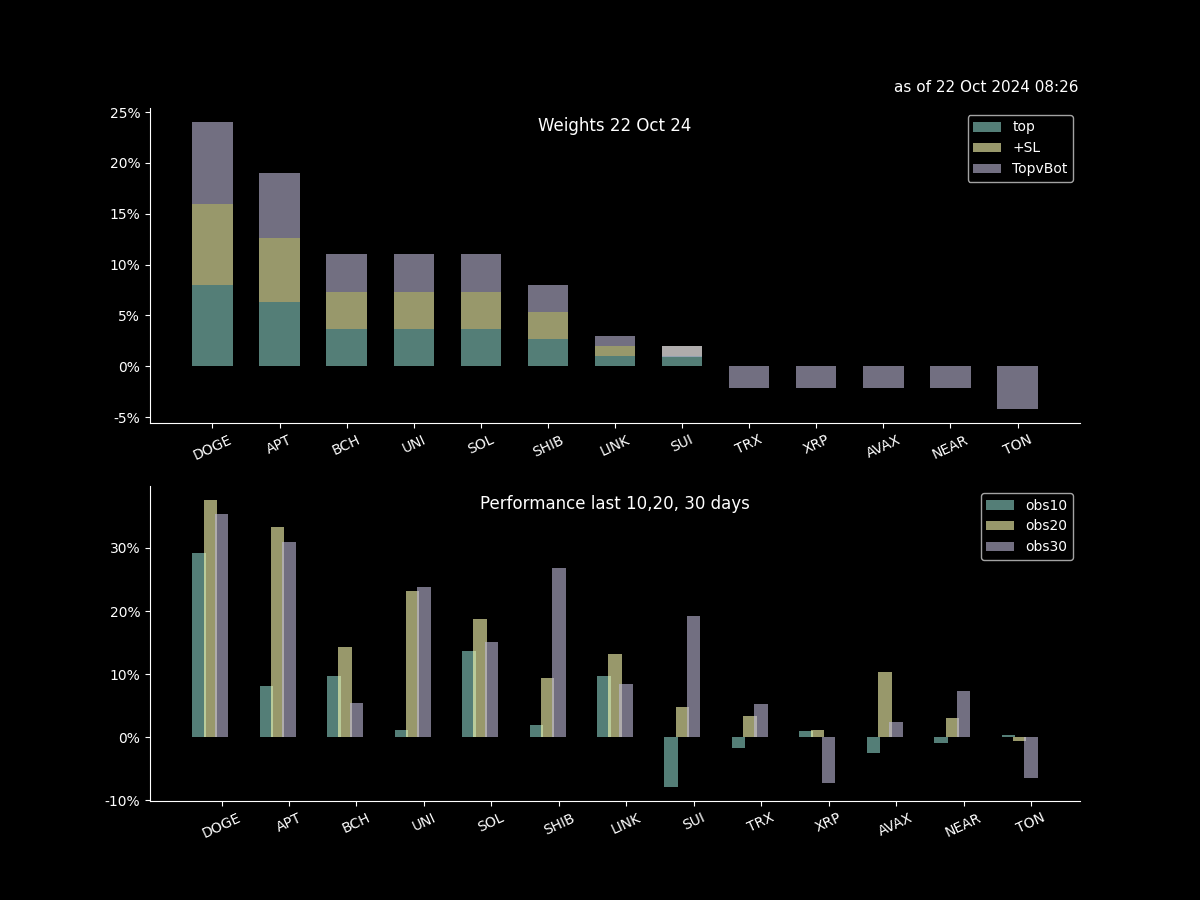 as of 22 Oct 2024 08:26
Weights 22 Oct 24
top
+SL
TopvBot
25%
20%
15%
10%
5%
0%
-5%
DOGE APT BCH UNI SOL SHIB LINK SUI TRX XRP AVAX NEAR TON
Performance last 10,20, 30 days
obs10
obs20
obs30
30%
20%
10%
0%
-10%
DOGE APT BCH UNI SOL SHIB LINK SUI TRX XRP AVAX NEAR TON